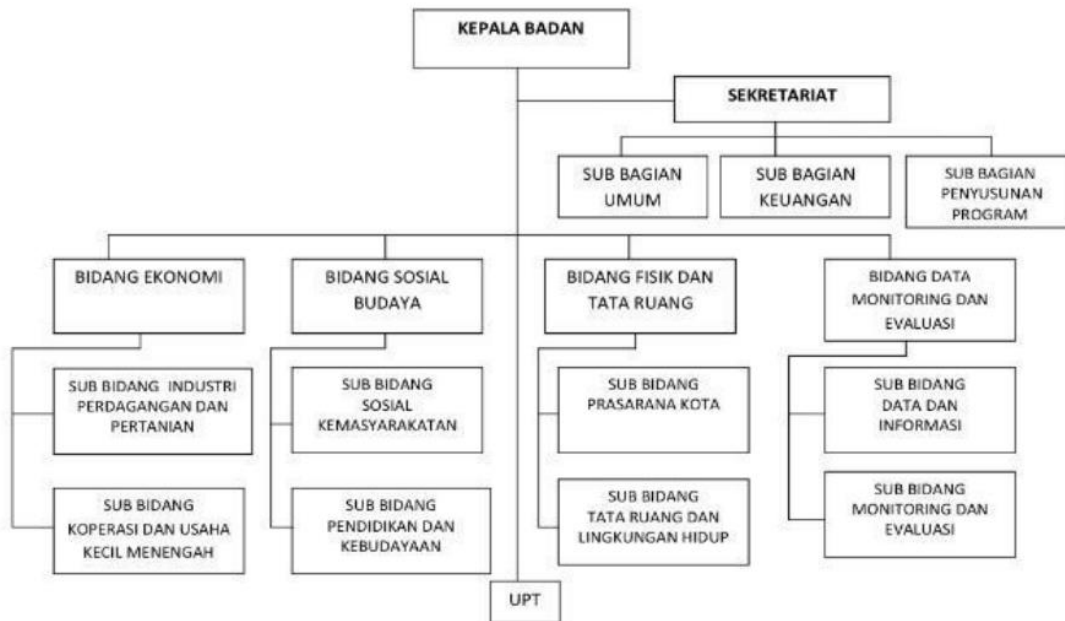 KEPALA BADAN
SEKRETARIAT
SUB BAGIAN
UMUM
SUB BAGIAN
KEUANGAN
SUB BAGIAN
PENYUSUNAN
PROGRAM
BIDANG EKONOMI
BIDANG SOSIAL
BUDAYA
BIDANG FISIK DAN
TATA RUANG
BIDANG DATA
MONITORING DAN
EVALUASI
SUB BIDANG INDUSTRI
PERDAGANGAN DAN
PERTANIAN
SUB BIDANG
SOSIAL
KEMASYARAKATAN
SUB BIDANG
PRASARANA KOTA
SUB BIDANG
DATA DAN
INFORMASI
SUB BIDANG
KOPERASI DAN USAHA
KECIL MENENGAH
SUB BIDANG
PENDIDIKAN DAN
KEBUDAYAAN
SUB BIDANG
TATA RUANG DAN
LINGKUNGAN HIDUP
SUB BIDANG
MONITORING DAN
EVALUASI
UPT